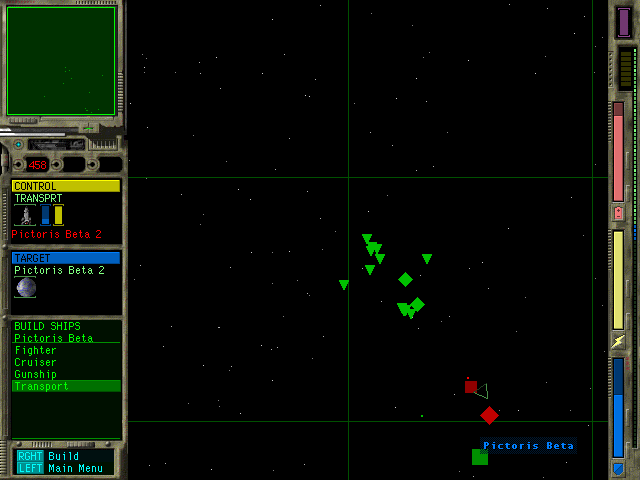 458
CONTROL
TRANSPRT
Pictoris Beta 2
TARGET
Pictoris Beta 2
BUILD SHIPS
Pictoris Beta
Fighter
Cruiser
Gunship
Transport
RGHT Build
LEFT Main Menu
Pictoris Beta